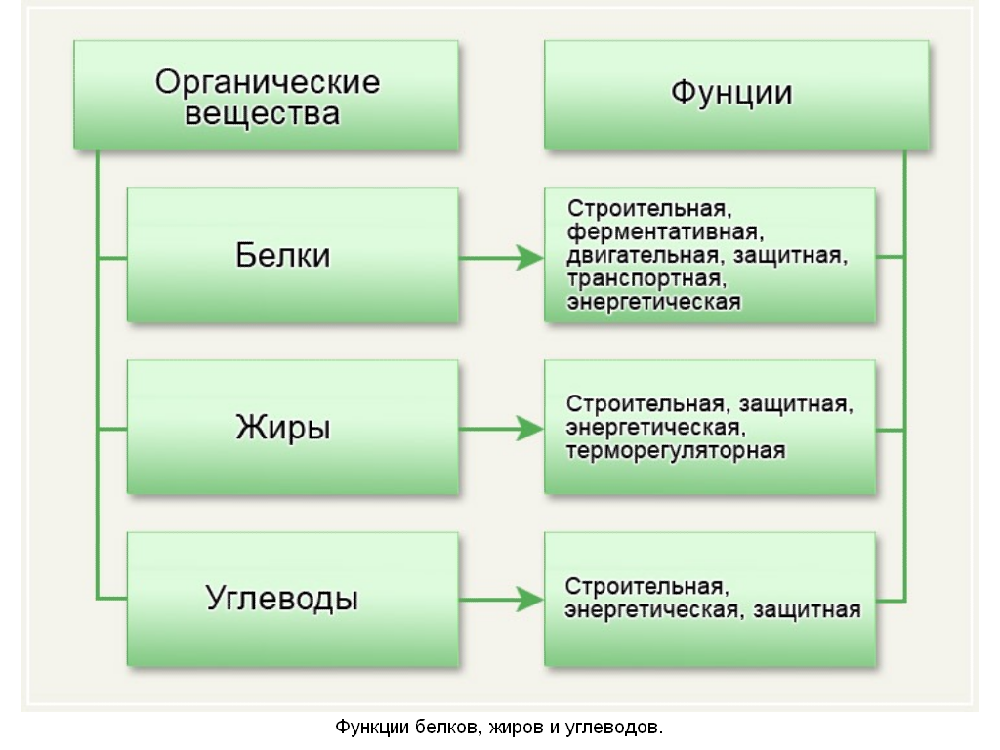 Органические
вещества
Фунции
Белки
Строительная,
ферментативная,
двигательная, защитная,
транспортная,
энергетическая
Жиры
Строительная, защитная,
энергетическая,
терморегуляторная
Углеводы
Строительная,
энергетическая, защитная
Функции белков, жиров и углеводов.